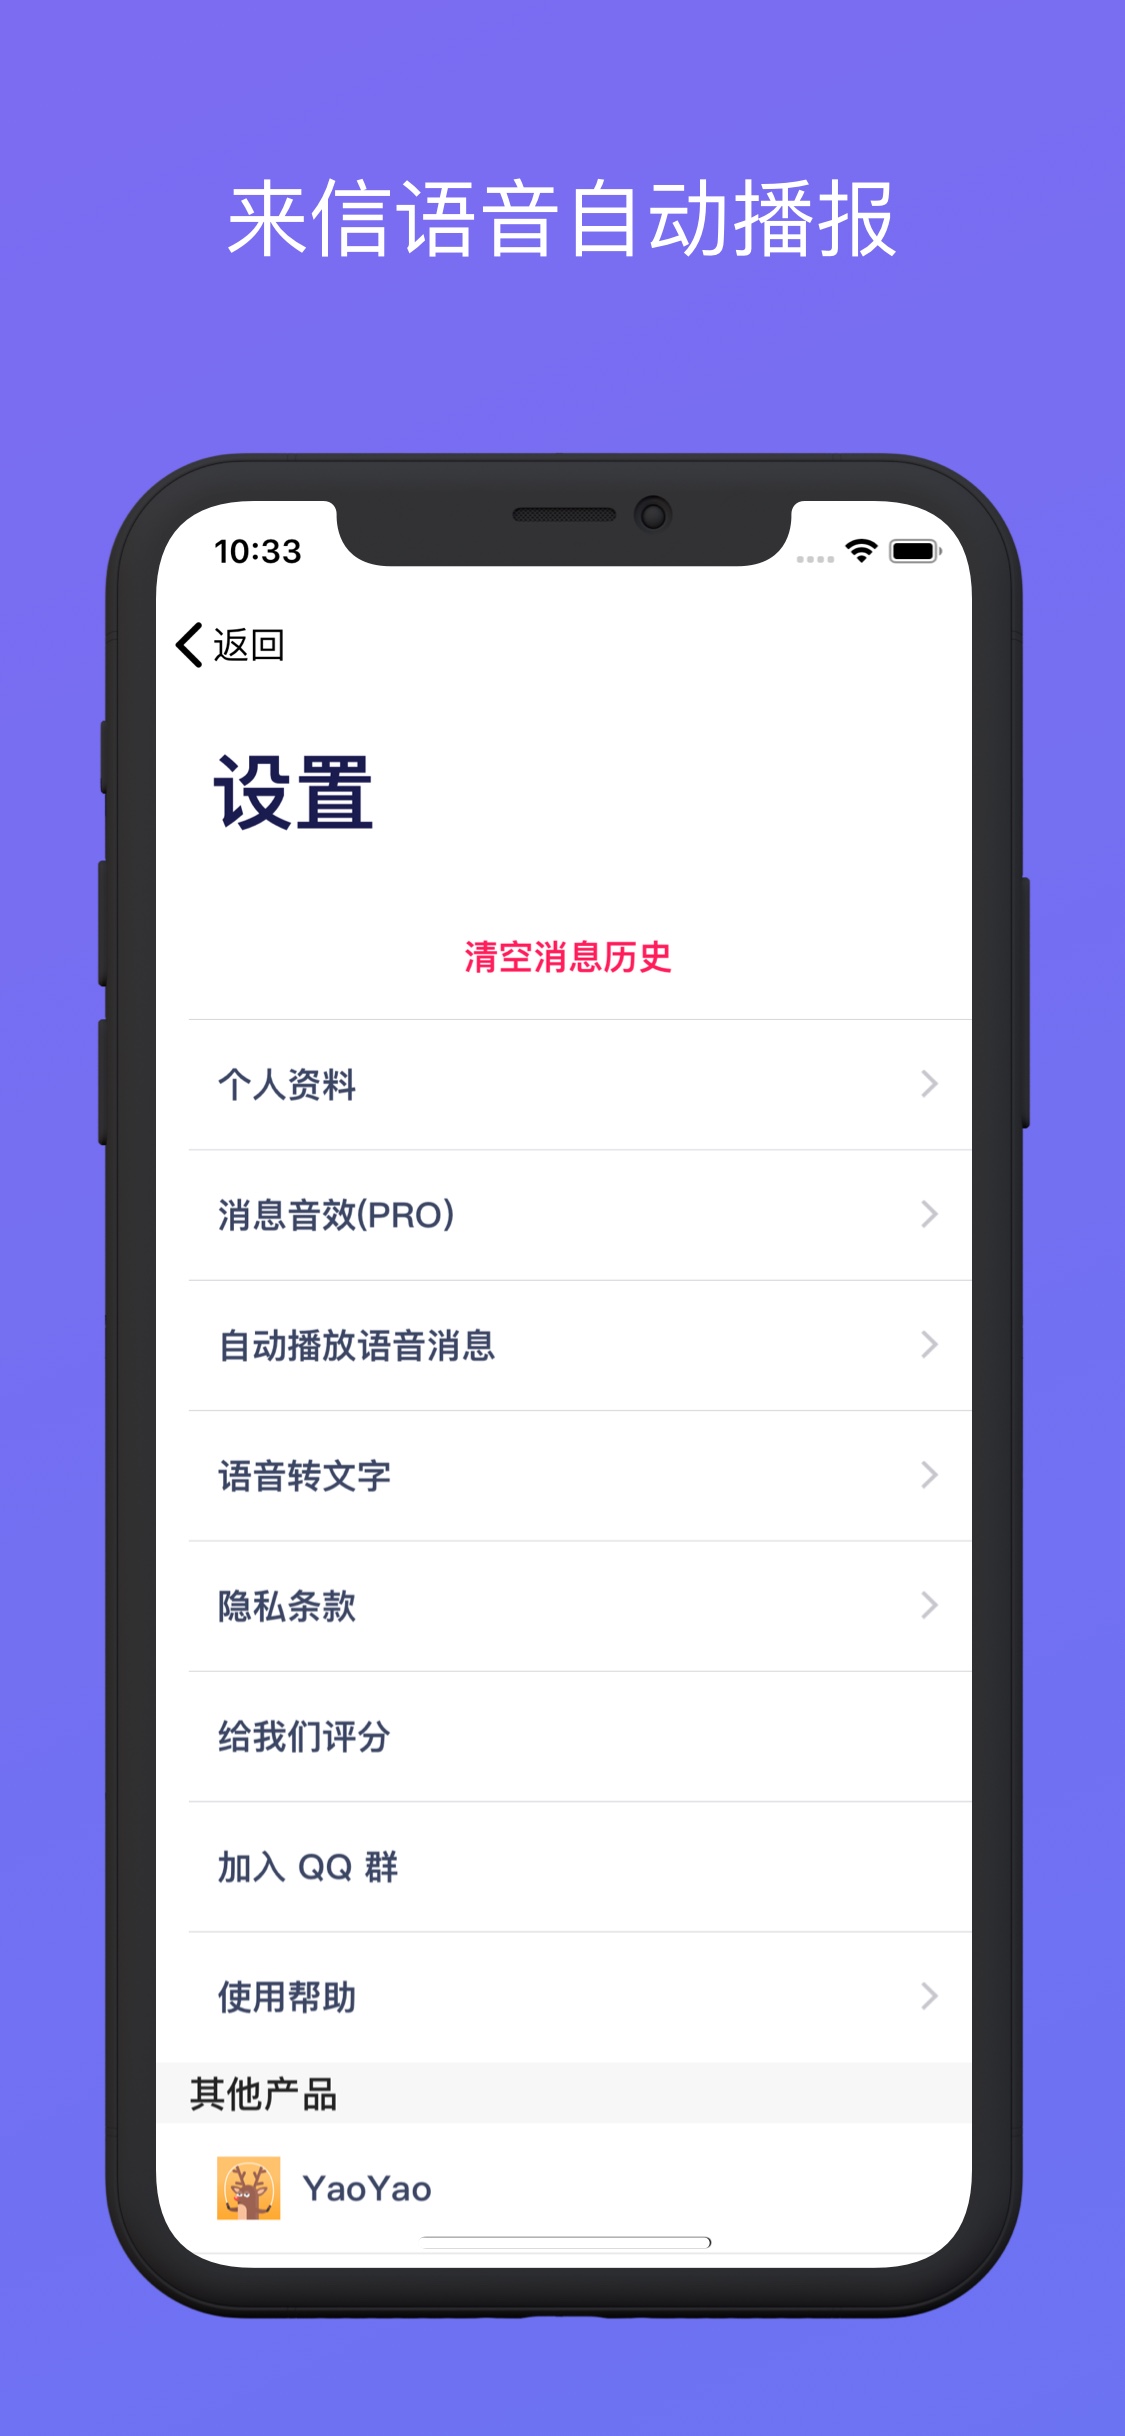 来信语音自动播报
10:33
返回
设置
清空消息历史
个人资料
消息音效(PRO)
自动播放语音消息
语音转文字
隐私条款
给我们评分
加入 QQ 群
使用帮助
其他产品
YaoYao